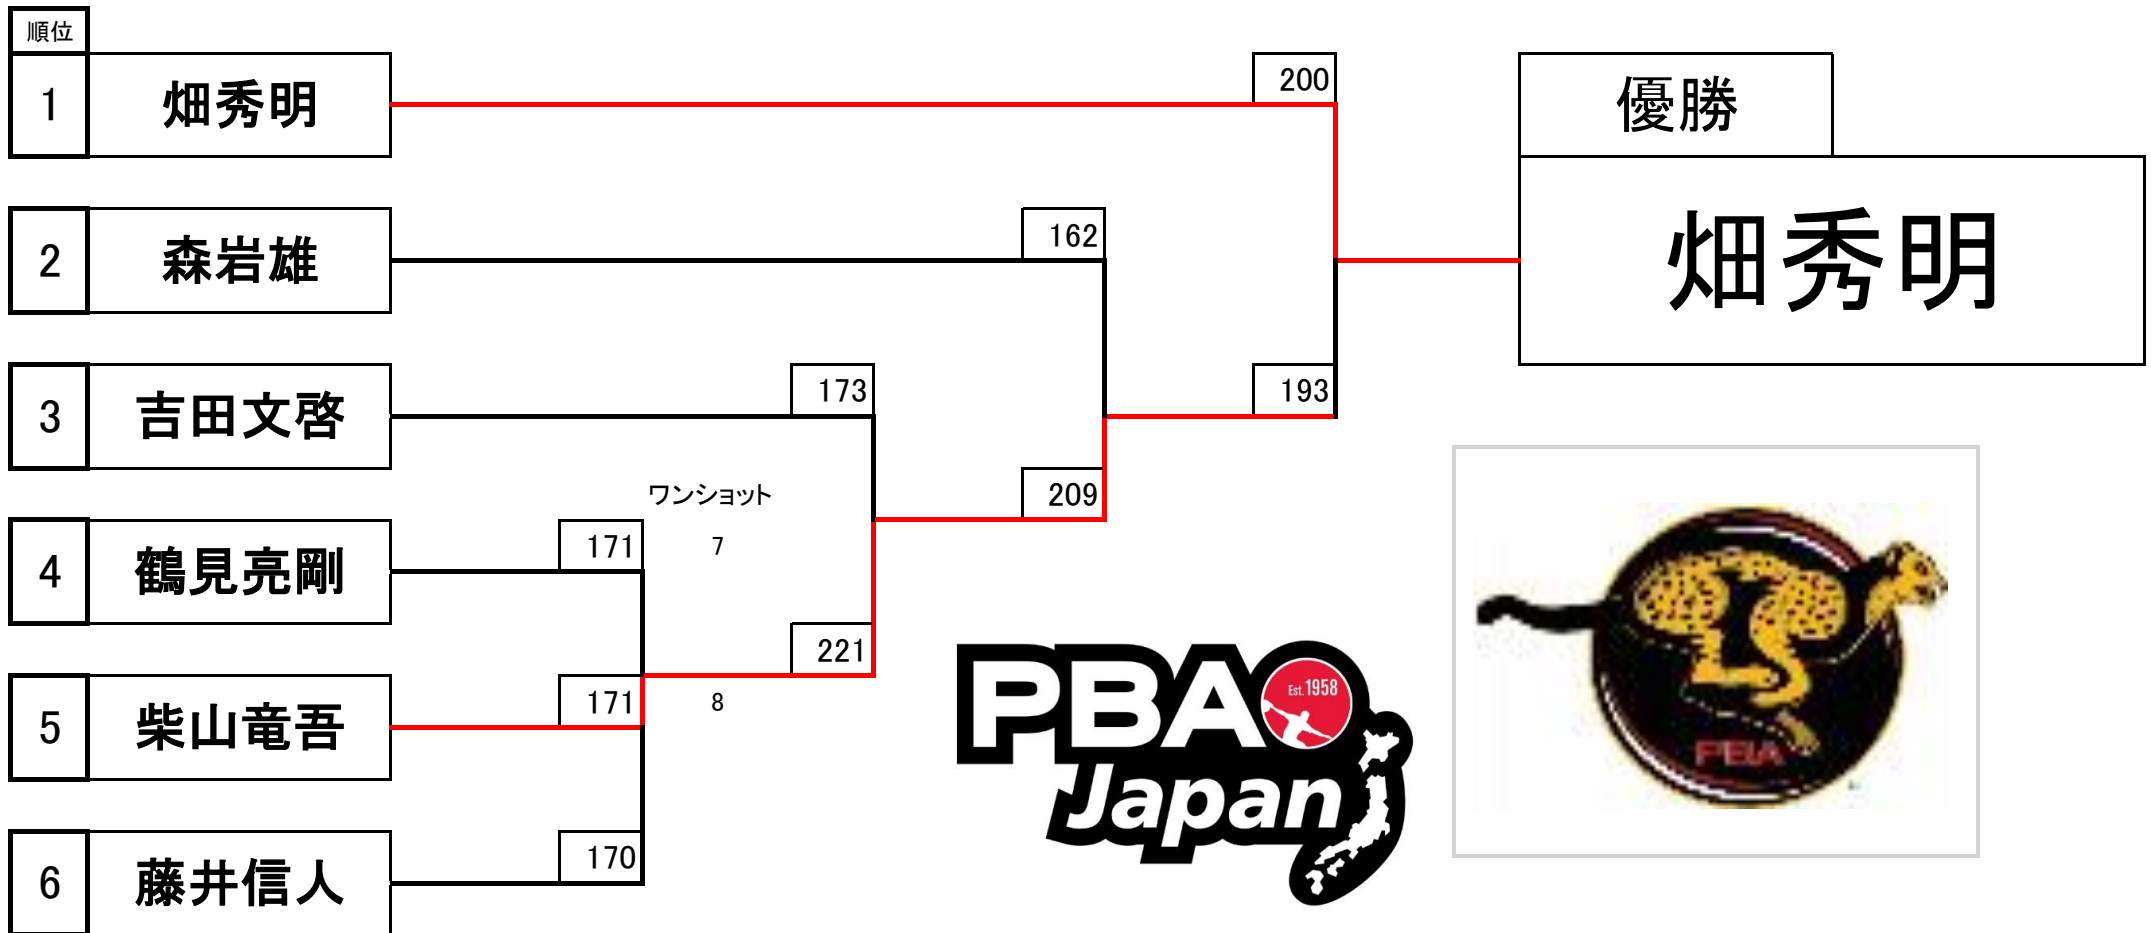 順位
1 畑秀明 200
優勝
畑秀明
2 森岩雄 162
3 吉田文啓 173 193
ワンショット 209
4 鶴見亮剛 171 7
221
5 柴山竜吾 171 8
6 藤井信人 170
PBA Est.1958
Japan
PBA